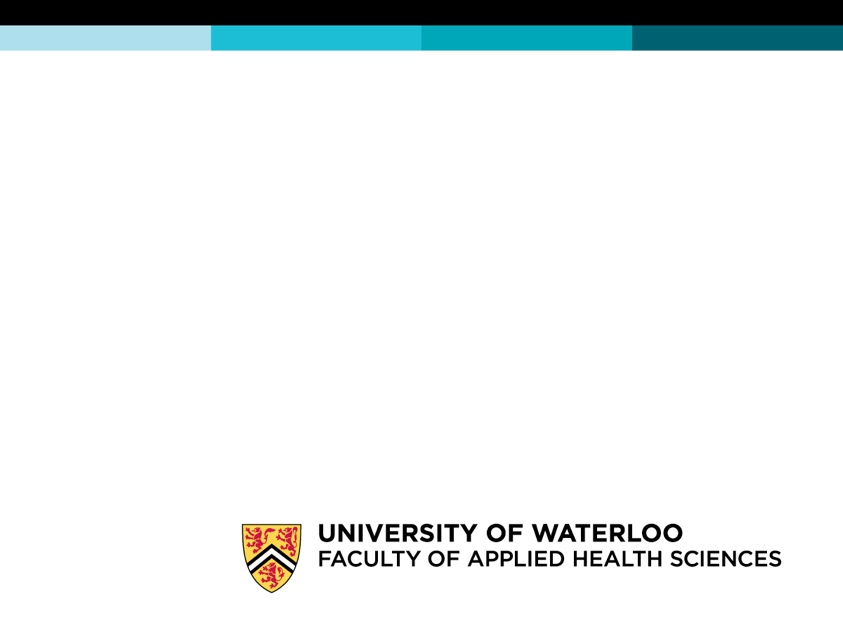 UNIVERSITY OF WATERLOO
FACULTY OF APPLIED HEALTH SCIENCES